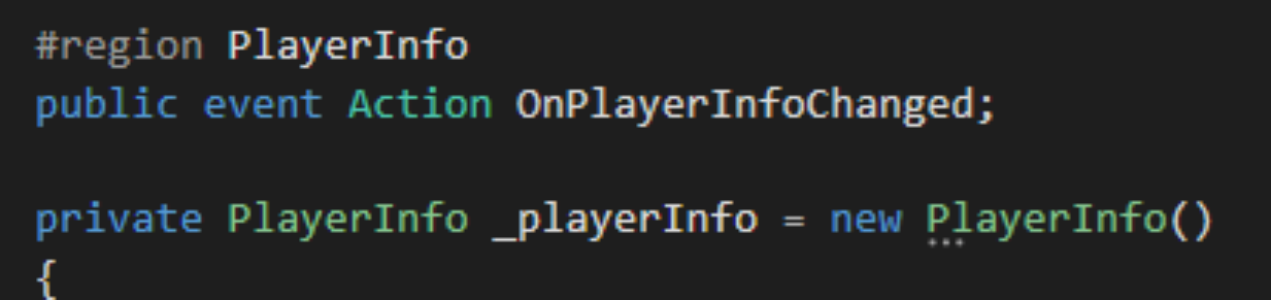 #region PlayerInfo
public event Action OnPlayerInfoChanged;
private PlayerInfo _playerInfo = new PlayerInfo()
{